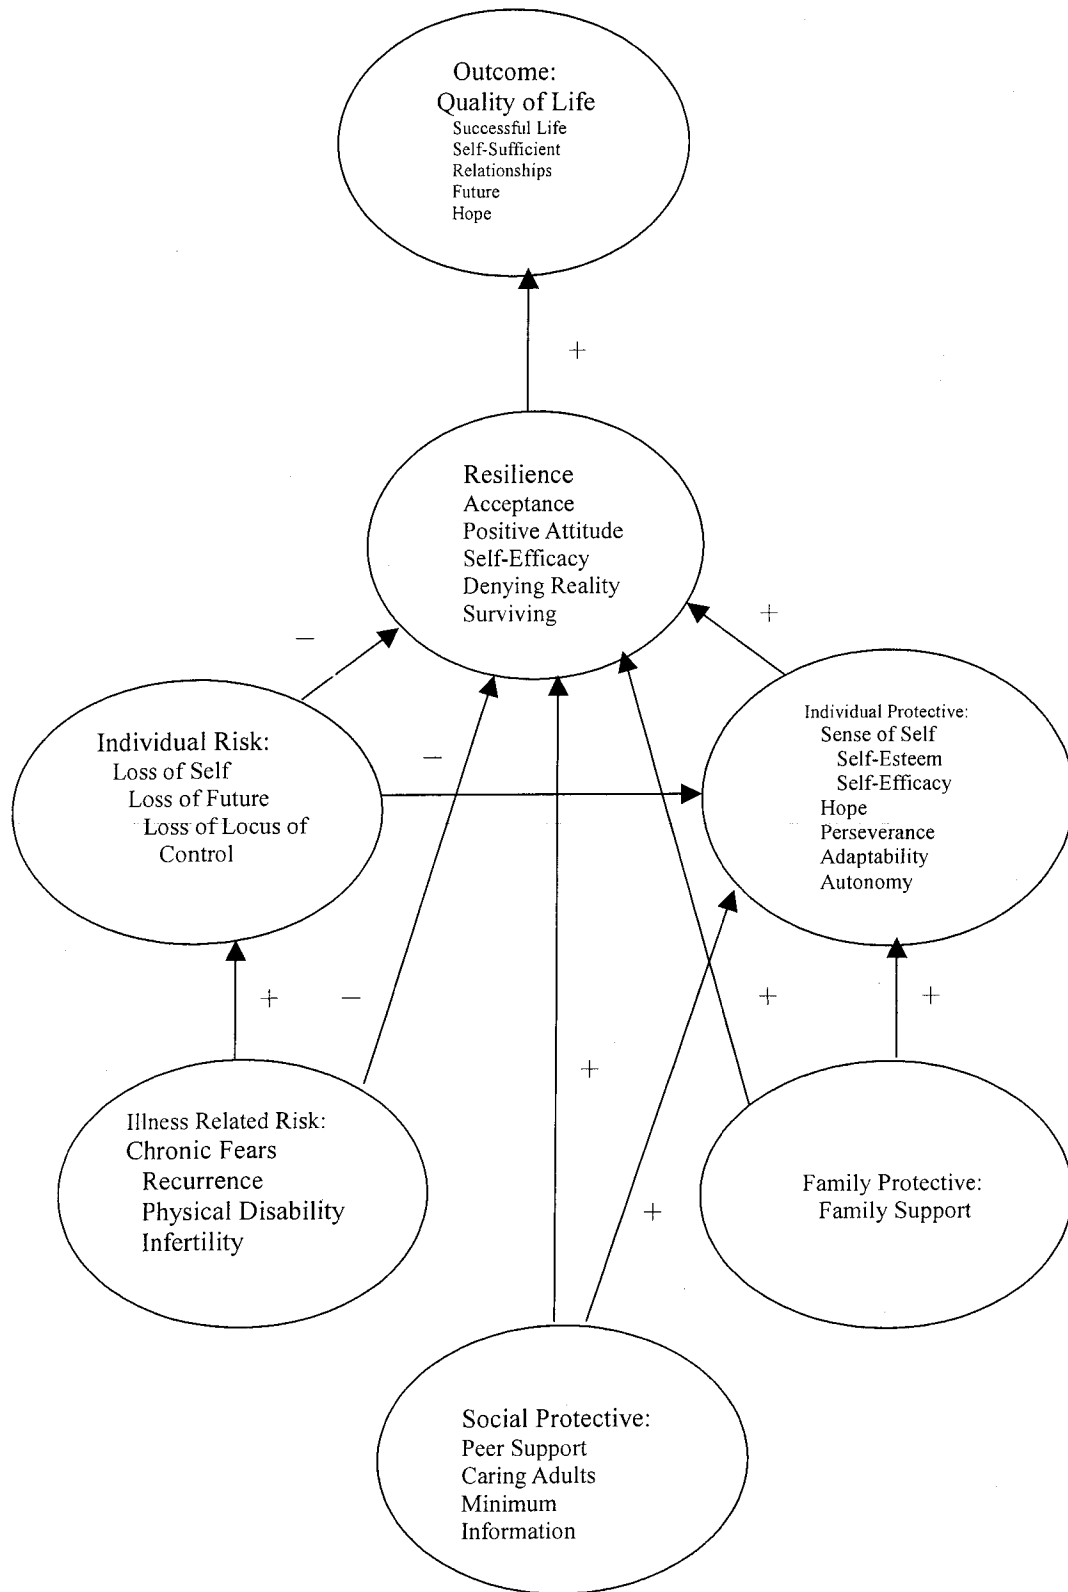 Outcome:
Quality of Life
Successful Life
Self-Sufficient
Relationships
Future
Hope
+
Resilience
Acceptance
Positive Attitude
Self-Efficacy
Denying Reality
Surviving
–
+
Individual Risk:
Loss of Self
Loss of Future
Loss of Locus of
Control
–
Individual Protective:
Sense of Self
Self-Esteem
Self-Efficacy
Hope
Perseverance
Adaptability
Autonomy
+
–
+
+
+
Illness Related Risk:
Chronic Fears
Recurrence
Physical Disability
Infertility
+
Family Protective:
Family Support
Social Protective:
Peer Support
Caring Adults
Minimum
Information